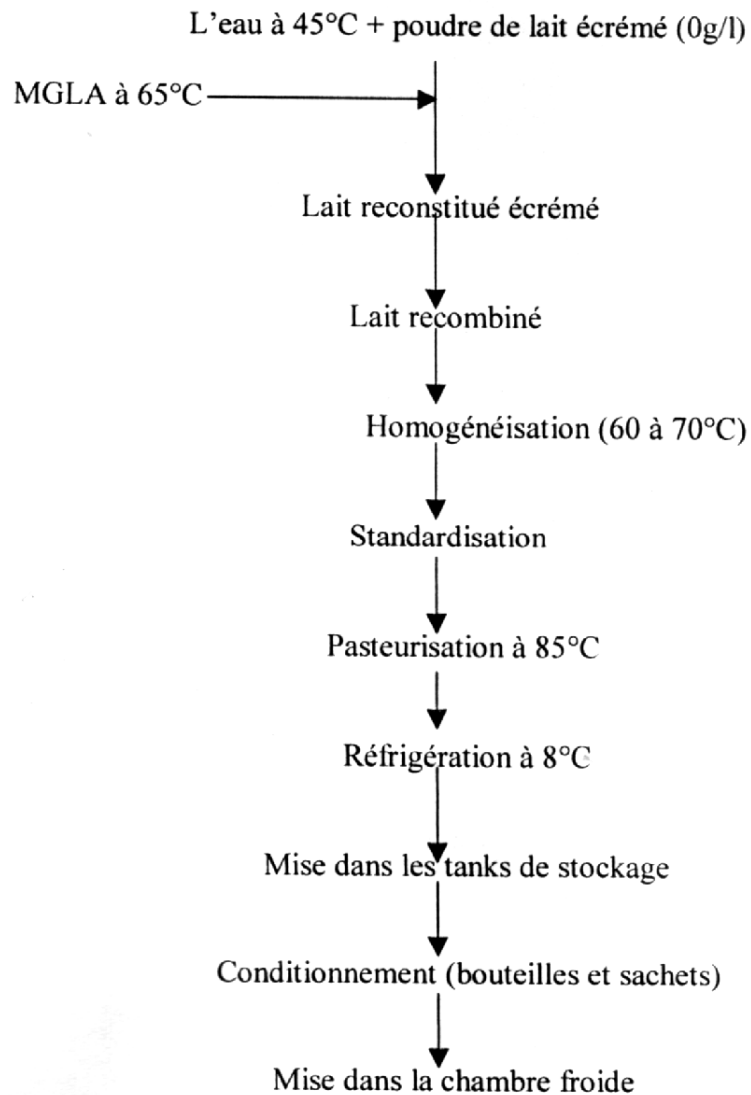 L'eau à 45°C + poudre de lait écrémé (0g/l)
MGLA à 65°C
Lait reconstitué écrémé
Lait recombiné
Homogénéisation (60 à 70°C)
Standardisation
Pasteurisation à 85°C
Réfrigération à 8°C
Mise dans les tanks de stockage
Conditionnement (bouteilles et sachets)
Mise dans la chambre froide